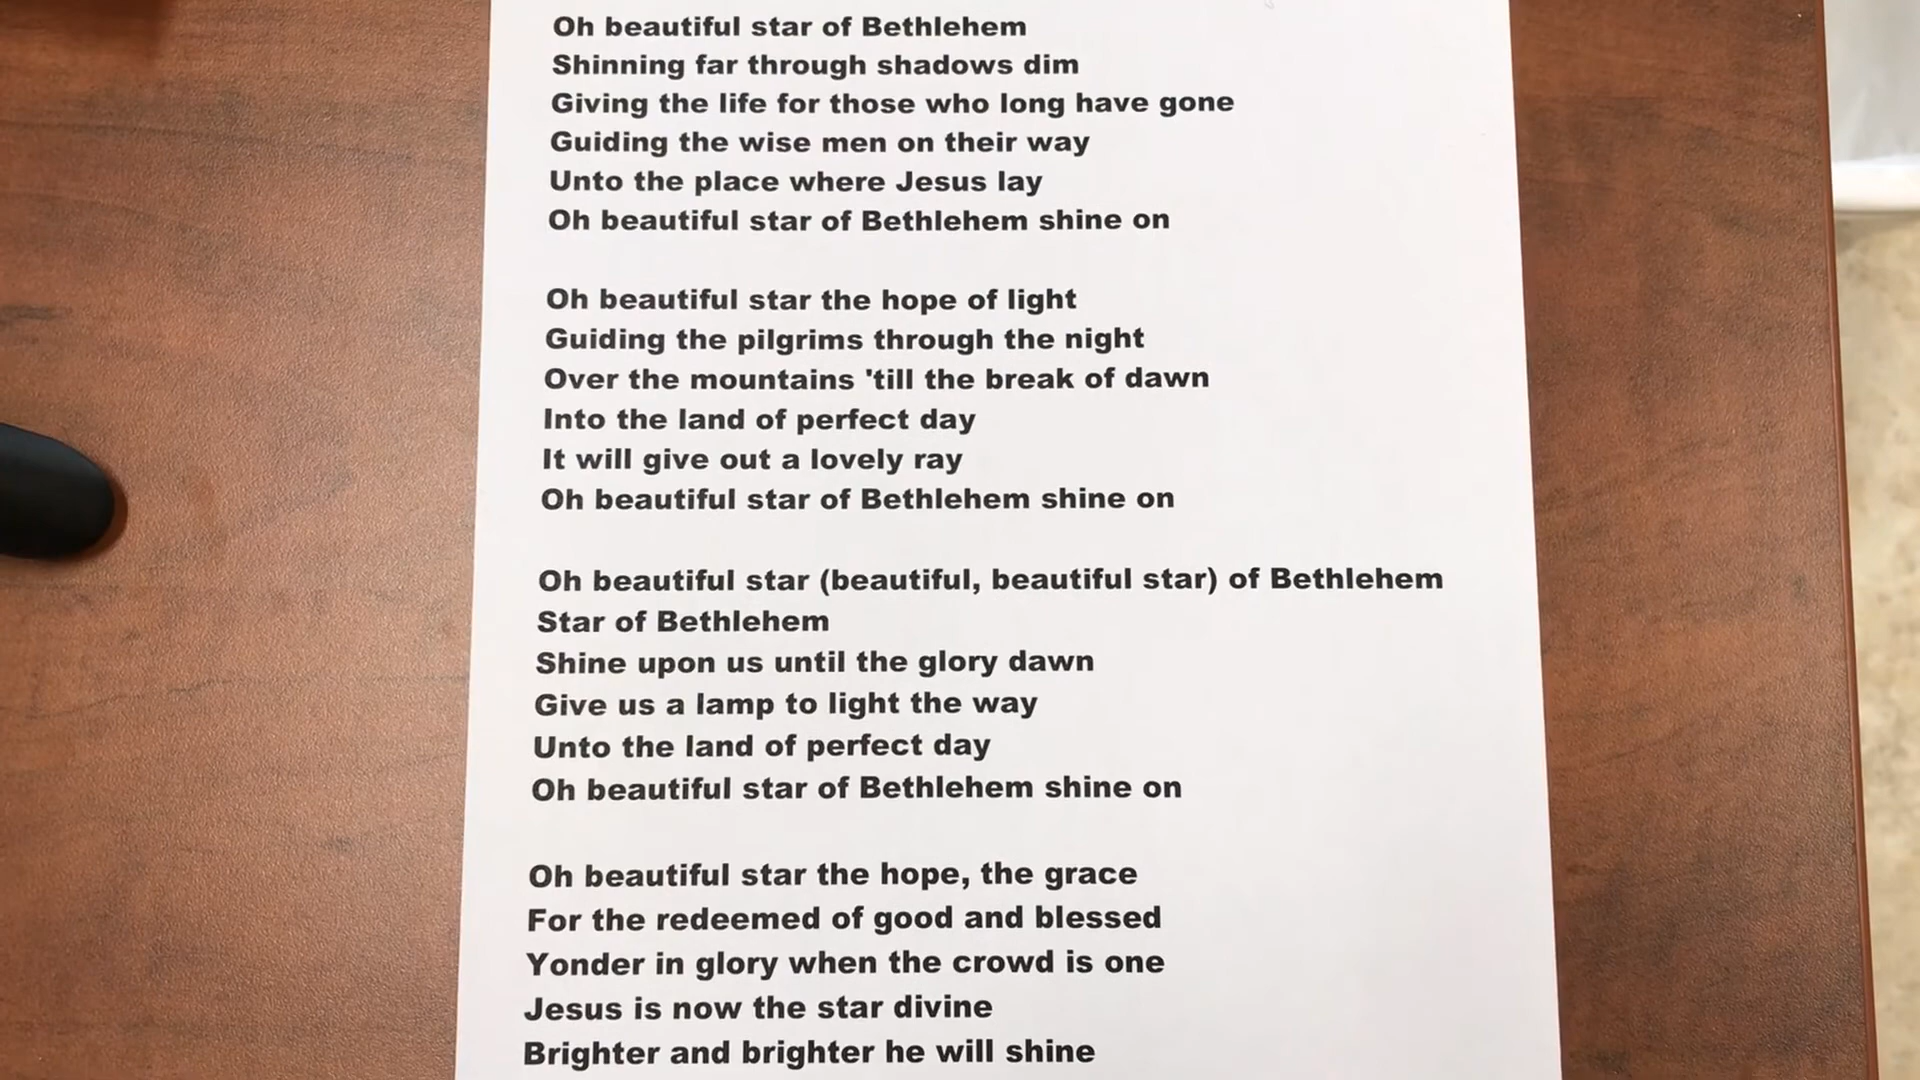 Oh beautiful star of Bethlehem
Shinning far through shadows dim
Giving the life for those who long have gone
Guiding the wise men on their way
Unto the place where Jesus lay
Oh beautiful star of Bethlehem shine on
Oh beautiful star the hope of light
Guiding the pilgrims through the night
Over the mountains 'till the break of dawn
Into the land of perfect day
It will give out a lovely ray
Oh beautiful star of Bethlehem shine on
Oh beautiful star (beautiful, beautiful star) of Bethlehem
Star of Bethlehem
Shine upon us until the glory dawn
Give us a lamp to light the way
Unto the land of perfect day
Oh beautiful star of Bethlehem shine on
Oh beautiful star the hope, the grace
For the redeemed of good and blessed
Yonder in glory when the crowd is one
Jesus is now the star divine
Brighter and brighter he will shine